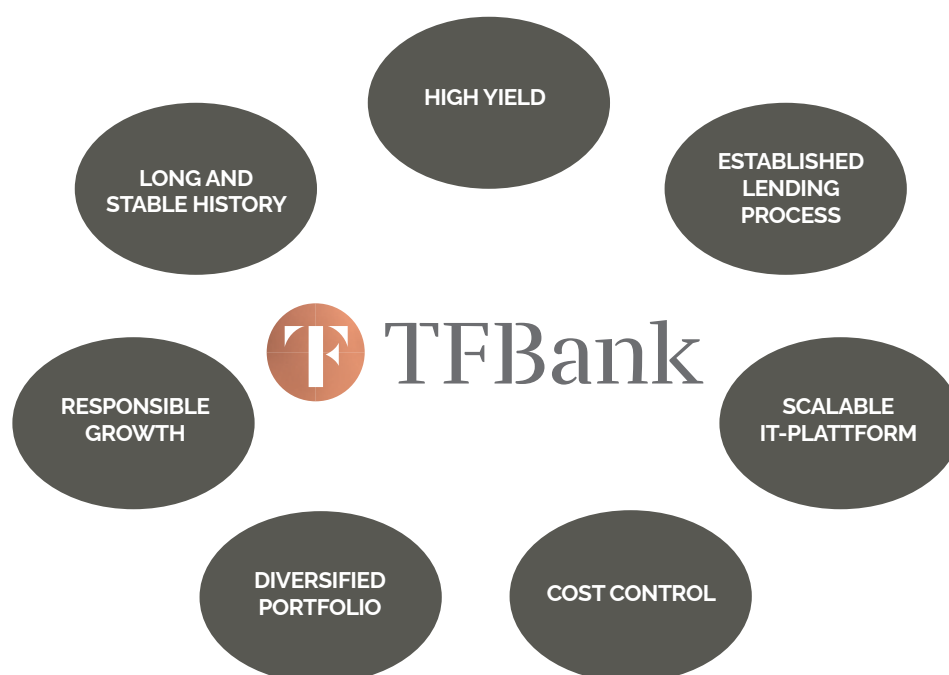 HIGH YIELD
LONG AND
STABLE HISTORY
ESTABLISHED
LENDING
PROCESS
TF TFBank
RESPONSIBLE
GROWTH
SCALABLE
IT-PLATTFORM
DIVERSIFIED
PORTFOLIO
COST CONTROL